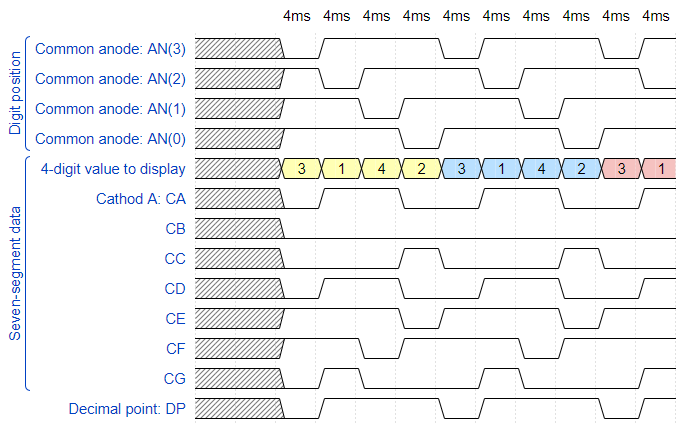 4ms 4ms 4ms 4ms 4ms 4ms 4ms 4ms 4ms 4ms
Digit position
Common anode: AN(3)
Common anode: AN(2)
Common anode: AN(1)
Common anode: AN(0)
Seven-segment data
4-digit value to display 3 1 4 2 3 1 4 2 3 1
Cathod A: CA
CB
CC
CD
CE
CF
CG
Decimal point: DP